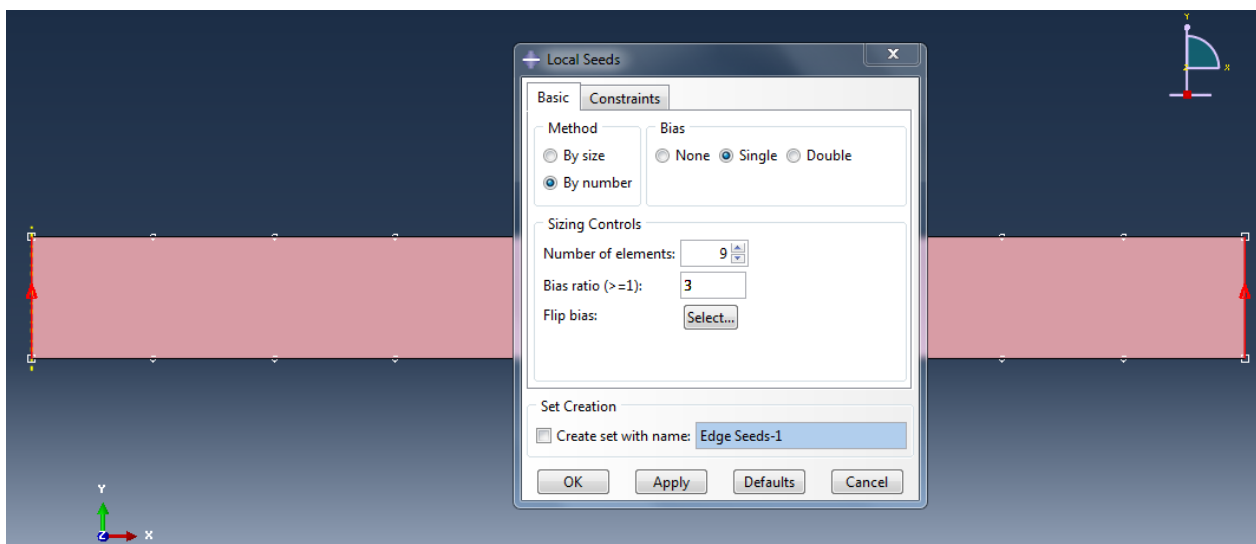 Y
Z X
Local Seeds X
Basic Constraints
Method Bias
By size None Single Double
By number
Sizing Controls
Number of elements: 9
Bias ratio (>=1): 3
Flip bias: Select...
Set Creation
Create set with name: Edge Seeds-1
OK Apply Defaults Cancel
Y
Z X